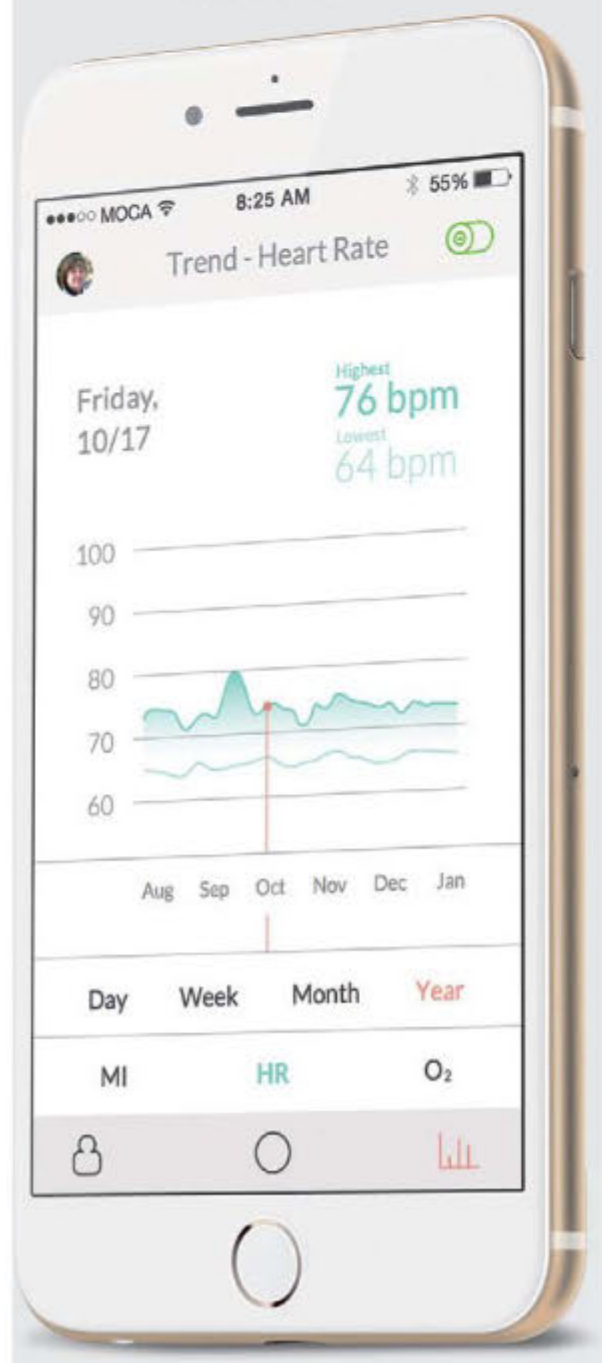 ●●●○○ MOCA 8:25 AM 55%
Trend - Heart Rate
Friday,
10/17
Highest
76 bpm
Lowest
64 bpm
100
90
80
70
60
Aug Sep Oct Nov Dec Jan
Day Week Month Year
MI HR O₂